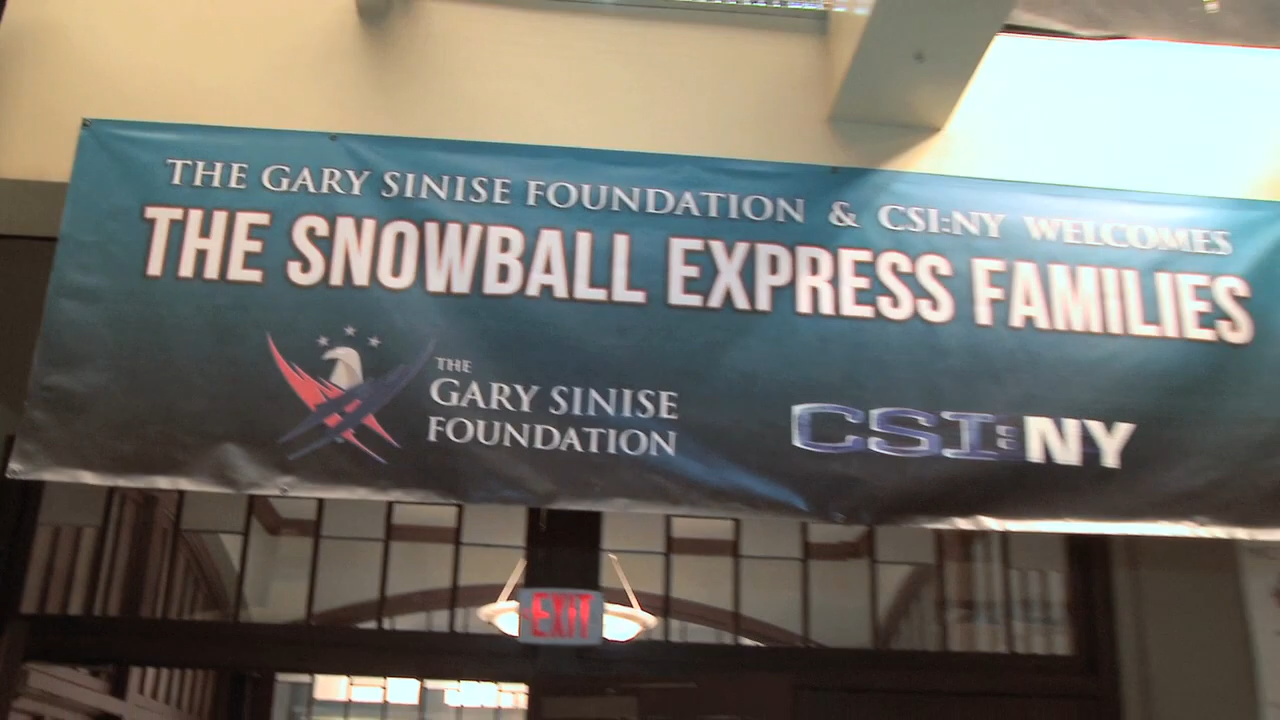 THE GARY SINISE FOUNDATION & CSI:NY WELCOMES
THE SNOWBALL EXPRESS FAMILIES
THE
GARY SINISE
FOUNDATION
CSI:NY
EXIT